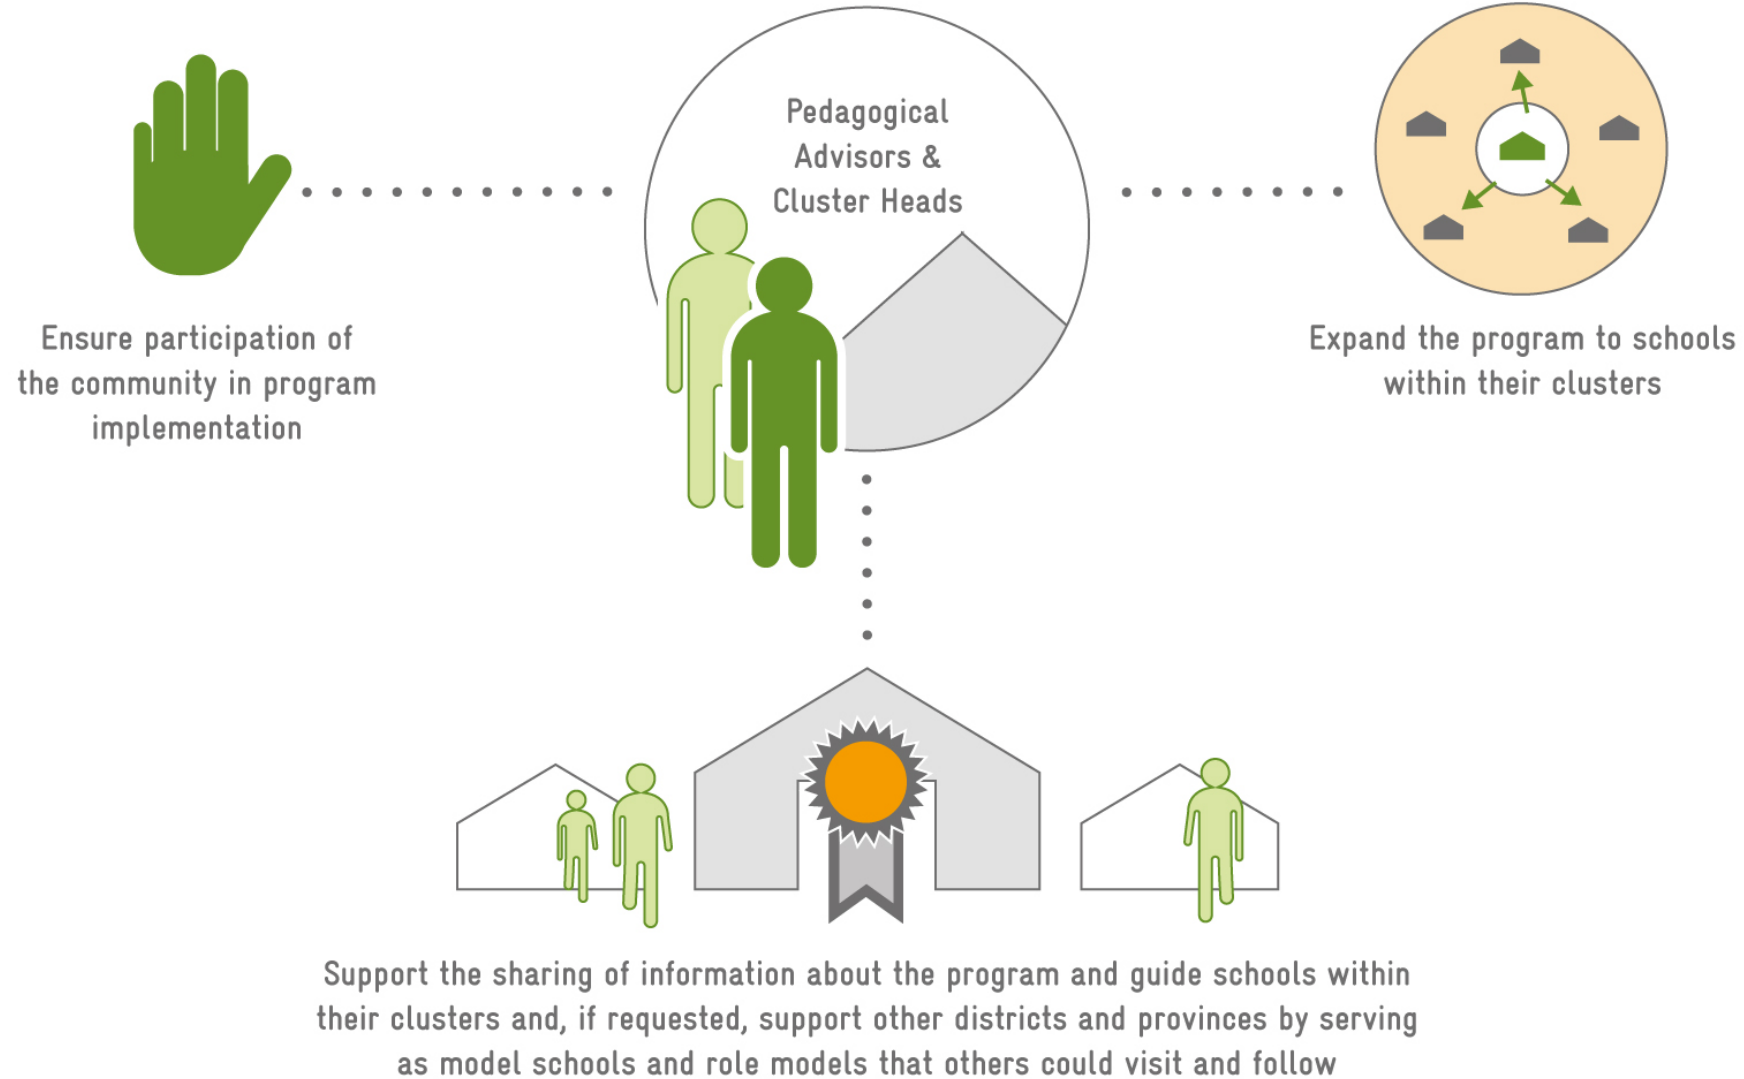 Pedagogical
Advisors &
Cluster Heads
Ensure participation of
the community in program
implementation
Expand the program to schools
within their clusters
Support the sharing of information about the program and guide schools within
their clusters and, if requested, support other districts and provinces by serving
as model schools and role models that others could visit and follow